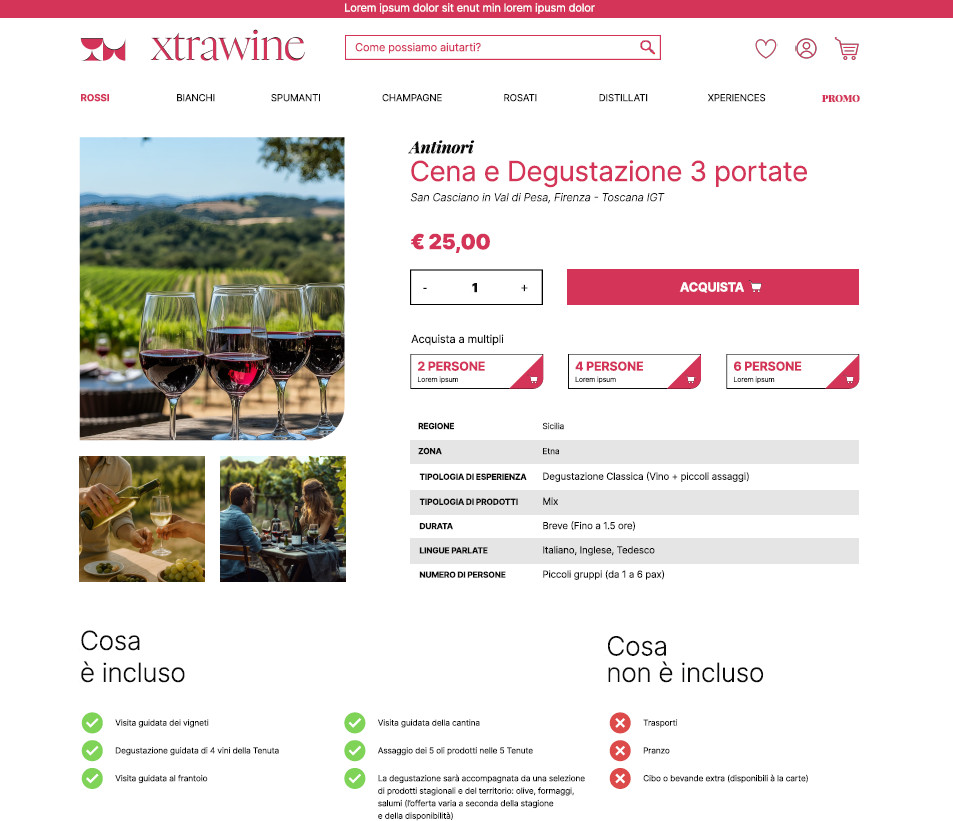 Lorem ipsum dolor sit enut min lorem ipusm dolor
xtrawine
Come possiamo aiutarti?
ROSSI BIANCHI SPUMANTI CHAMPAGNE ROSATI DISTILLATI XPERIENCES PROMO
Antinori
Cena e Degustazione 3 portate
San Casciano in Val di Pesa, Firenza - Toscana IGT
€ 25,00
- 1 +
ACQUISTA
Acquista a multipli
2 PERSONE
Lorem ipsum
4 PERSONE
Lorem ipsum
6 PERSONE
Lorem ipsum
REGIONE Sicilia
ZONA Etna
TIPOLOGIA DI ESPERIENZA Degustazione Classica (Vino + piccoli assaggi)
TIPOLOGIA DI PRODOTTI Mix
DURATA Breve (Fino a 1.5 ore)
LINGUE PARLATE Italiano, Inglese, Tedesco
NUMERO DI PERSONE Piccoli gruppi (da 1 a 6 pax)
Cosa
è incluso
Visita guidata dei vigneti
Degustazione guidata di 4 vini della Tenuta
Visita guidata al frantoio
Visita guidata della cantina
Assaggio dei 5 oli prodotti nelle 5 Tenute
La degustazione sarà accompagnata da una selezione
di prodotti stagionali e del territorio: olive, formaggi,
salumi (l'offerta varia a seconda della stagione
e della disponibilità)
Cosa
non è incluso
Trasporti
Pranzo
Cibo o bevande extra (disponibili à la carte)